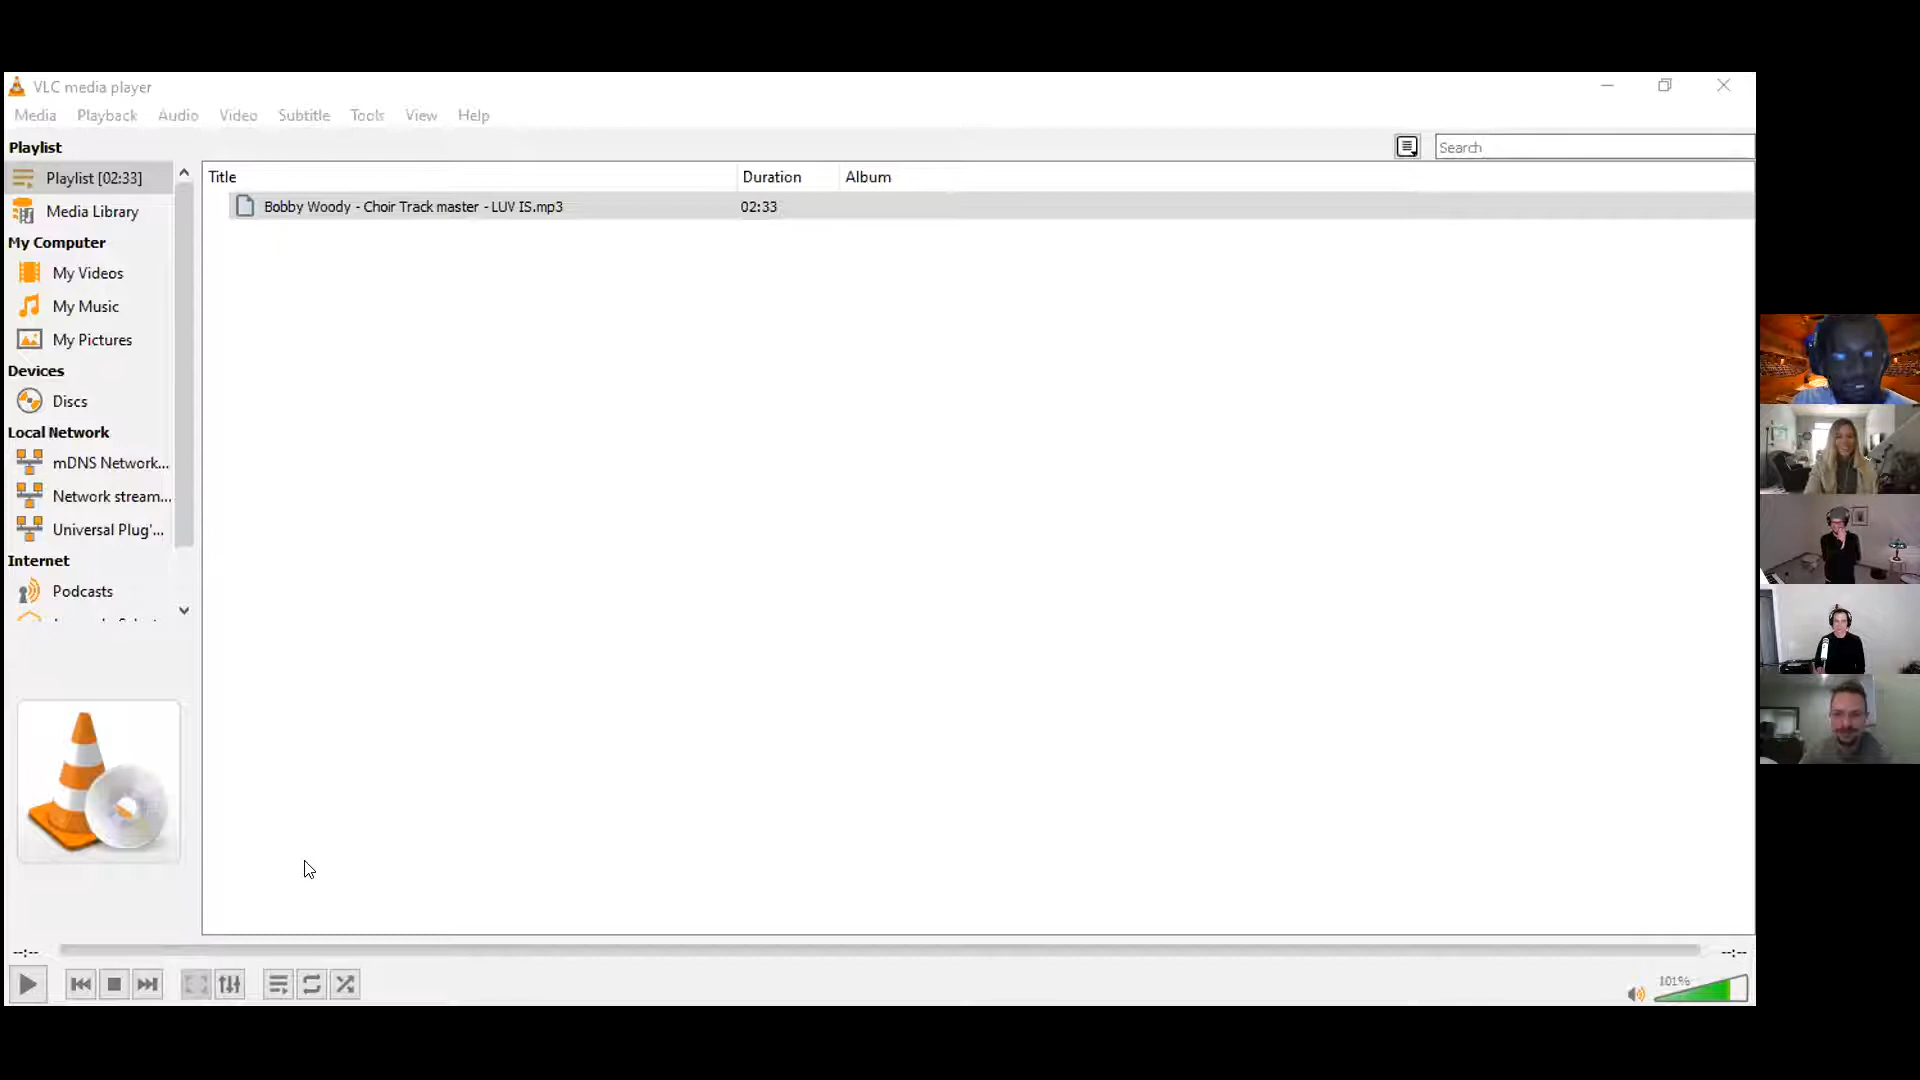 VLC media player
Media Playback Audio Video Subtitle Tools View Help
Playlist
Search
Playlist [02:33]
Title Duration Album
Bobby Woody - Choir Track master - LUV IS.mp3 02:33
Media Library
My Computer
My Videos
My Music
My Pictures
Devices
Discs
Local Network
mDNS Network...
Network stream...
Universal Plug'...
Internet
Podcasts
--:-- --:--
101%